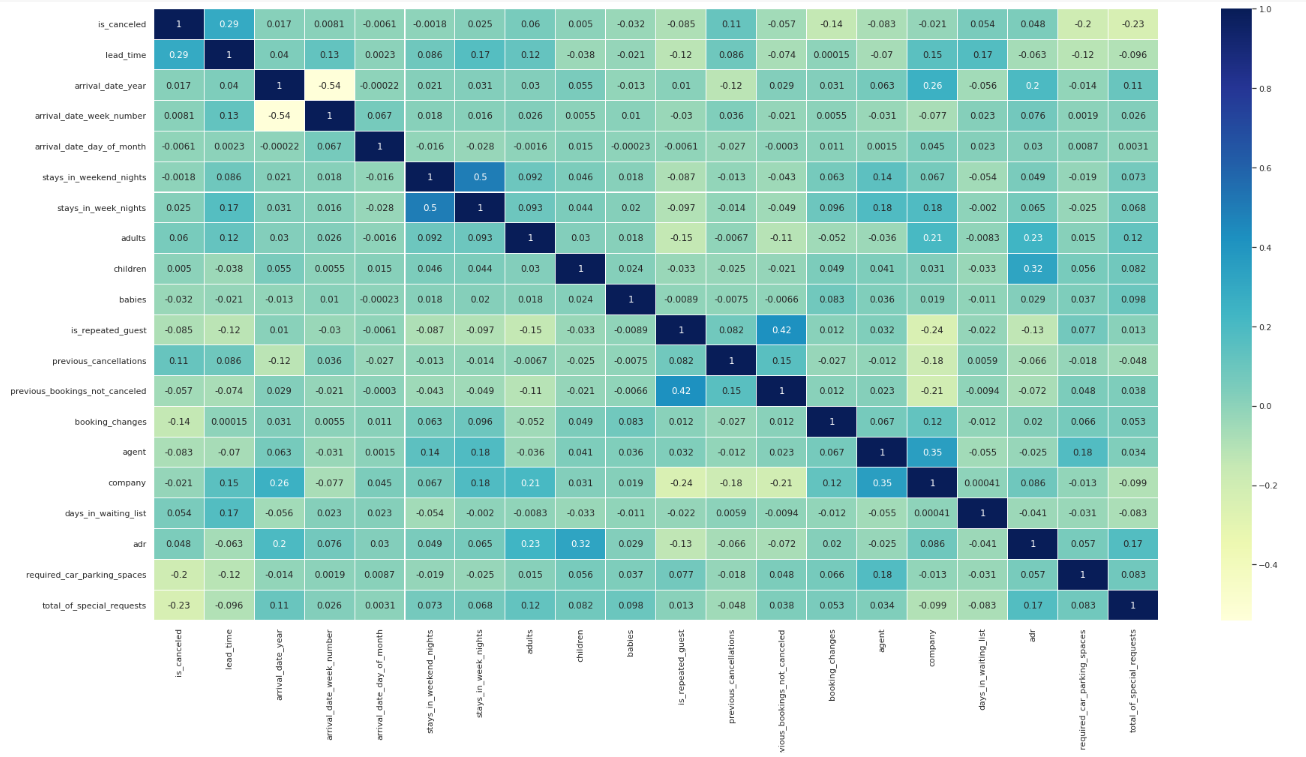 is_canceled 1 0.29 0.017 0.0081 -0.0061 -0.0018 0.025 0.06 0.005 -0.032 -0.085 0.11 -0.057 -0.14 -0.083 -0.021 0.054 0.048 -0.2 -0.23
lead_time 0.29 1 0.04 0.13 0.0023 0.086 0.17 0.12 -0.038 -0.021 -0.12 0.086 -0.074 0.00015 -0.07 0.15 0.17 -0.063 -0.12 -0.096
arrival_date_year 0.017 0.04 1 -0.54 -0.00022 0.021 0.031 0.03 0.055 -0.013 0.01 -0.12 0.029 0.031 0.063 0.26 -0.056 0.2 -0.014 0.11
arrival_date_week_number 0.0081 0.13 -0.54 1 0.067 0.018 0.016 0.026 0.0055 0.01 -0.03 0.036 -0.021 0.0055 -0.031 -0.077 0.023 0.076 0.0019 0.026
arrival_date_day_of_month -0.0061 0.0023 -0.00022 0.067 1 -0.016 -0.028 -0.0016 0.015 -0.00023 -0.0061 -0.027 -0.0003 0.011 0.0015 0.045 0.023 0.03 0.0087 0.0031
stays_in_weekend_nights -0.0018 0.086 0.021 0.018 -0.016 1 0.5 0.092 0.046 0.018 -0.087 -0.013 -0.043 0.063 0.14 0.067 -0.054 0.049 -0.019 0.073
stays_in_week_nights 0.025 0.17 0.031 0.016 -0.028 0.5 1 0.093 0.044 0.02 -0.097 -0.014 -0.049 0.096 0.18 0.18 -0.002 0.065 -0.025 0.068
adults 0.06 0.12 0.03 0.026 -0.0016 0.092 0.093 1 0.03 0.018 -0.15 -0.0067 -0.11 -0.052 -0.036 0.21 -0.0083 0.23 0.015 0.12
children 0.005 -0.038 0.055 0.0055 0.015 0.046 0.044 0.03 1 0.024 -0.033 -0.025 -0.021 0.049 0.041 0.031 -0.033 0.32 0.056 0.082
babies -0.032 -0.021 -0.013 0.01 -0.00023 0.018 0.02 0.018 0.024 1 -0.0089 -0.0075 -0.0066 0.083 0.036 0.019 -0.011 0.029 0.037 0.098
is_repeated_guest -0.085 -0.12 0.01 -0.03 -0.0061 -0.087 -0.097 -0.15 -0.033 -0.0089 1 0.082 0.42 0.012 0.032 -0.24 -0.022 -0.13 0.077 0.013
previous_cancellations 0.11 0.086 -0.12 0.036 -0.027 -0.013 -0.014 -0.0067 -0.025 -0.0075 0.082 1 0.15 -0.027 -0.012 -0.18 0.0059 -0.066 -0.018 -0.048
previous_bookings_not_canceled -0.057 -0.074 0.029 -0.021 -0.0003 -0.043 -0.049 -0.11 -0.021 -0.0066 0.42 0.15 1 0.012 0.023 -0.21 -0.0094 -0.072 0.048 0.038
booking_changes -0.14 0.00015 0.031 0.0055 0.011 0.063 0.096 -0.052 0.049 0.083 0.012 -0.027 0.012 1 0.067 0.12 -0.012 0.02 0.066 0.053
agent -0.083 -0.07 0.063 -0.031 0.0015 0.14 0.18 -0.036 0.041 0.036 0.032 -0.012 0.023 0.067 1 0.35 -0.055 -0.025 0.18 0.034
company -0.021 0.15 0.26 -0.077 0.045 0.067 0.18 0.21 0.031 0.019 -0.24 -0.18 -0.21 0.12 0.35 1 0.00041 0.086 -0.013 -0.099
days_in_waiting_list 0.054 0.17 -0.056 0.023 0.023 -0.054 -0.002 -0.0083 -0.033 -0.011 -0.022 0.0059 -0.0094 -0.012 -0.055 0.00041 1 -0.041 -0.031 -0.083
adr 0.048 -0.063 0.2 0.076 0.03 0.049 0.065 0.23 0.32 0.029 -0.13 -0.066 -0.072 0.02 -0.025 0.086 -0.041 1 0.057 0.17
required_car_parking_spaces -0.2 -0.12 -0.014 0.0019 0.0087 -0.019 -0.025 0.015 0.056 0.037 0.077 -0.018 0.048 0.066 0.18 -0.013 -0.031 0.057 1 0.083
total_of_special_requests -0.23 -0.096 0.11 0.026 0.0031 0.073 0.068 0.12 0.082 0.098 0.013 -0.048 0.038 0.053 0.034 -0.099 -0.083 0.17 0.083 1
is_canceled
lead_time
arrival_date_year
arrival_date_week_number
arrival_date_day_of_month
stays_in_weekend_nights
stays_in_week_nights
adults
children
babies
is_repeated_guest
previous_cancellations
vious_bookings_not_canceled
booking_changes
agent
company
days_in_waiting_list
adr
required_car_parking_spaces
total_of_special_requests
1.0
0.8
0.6
0.4
0.2
0.0
−0.2
−0.4